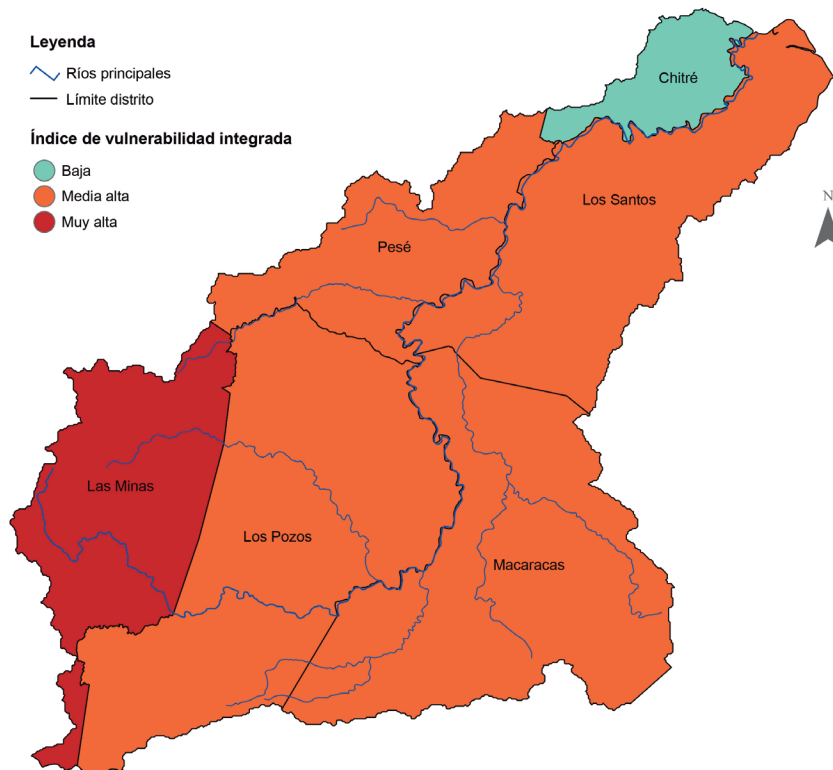 Leyenda
Ríos principales
Límite distrito
Índice de vulnerabilidad integrada
Baja
Media alta
Muy alta
Chitré
Los Santos
N
Pesé
Las Minas
Los Pozos
Macaracas